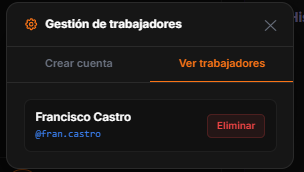 Gestión de trabajadores
Crear cuenta
Ver trabajadores
Francisco Castro
@fran.castro
Eliminar